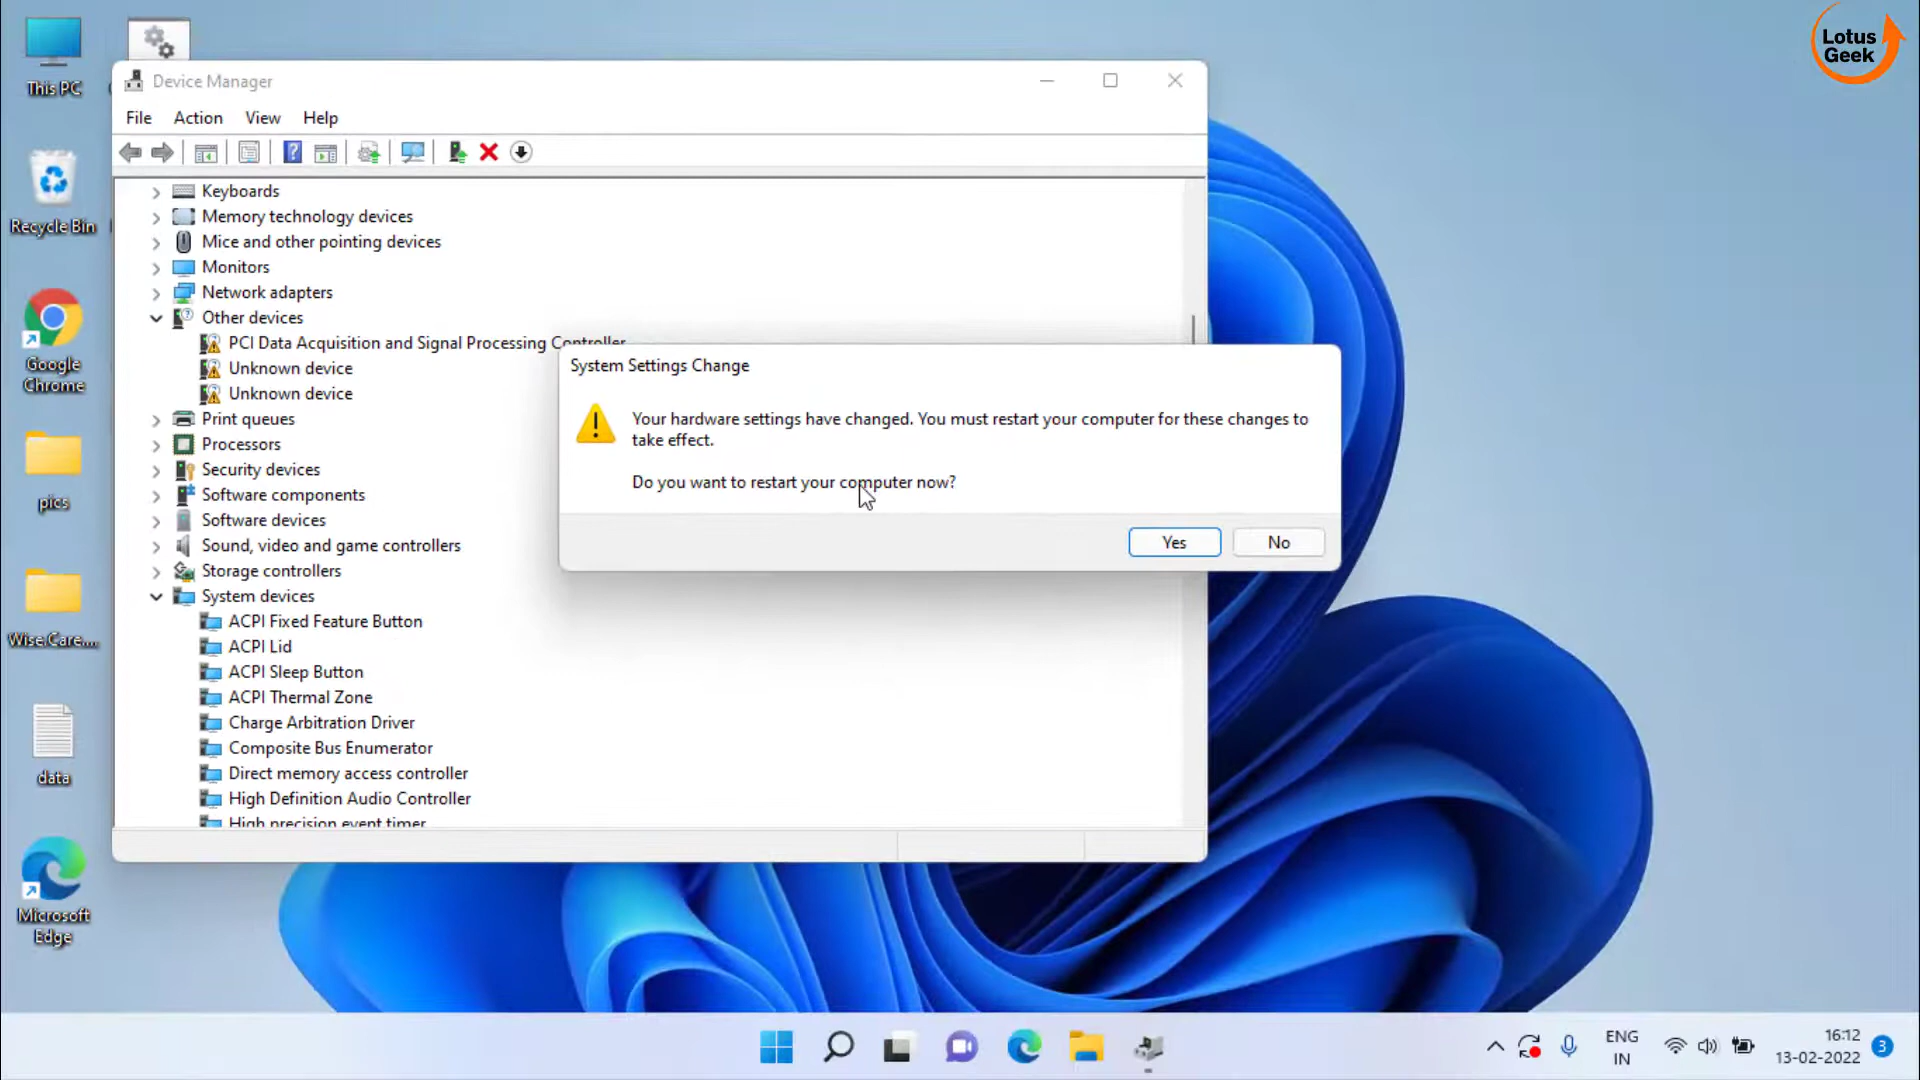 Lotus
Geek
This PC
Recycle Bin
Google
Chrome
pics
Wise Care....
data
Microsoft
Edge
Device Manager
File Action View Help
Keyboards
Memory technology devices
Mice and other pointing devices
Monitors
Network adapters
Other devices
PCI Data Acquisition and Signal Processing Controller
Unknown device
Unknown device
Print queues
Processors
Security devices
Software components
Software devices
Sound, video and game controllers
Storage controllers
System devices
ACPI Fixed Feature Button
ACPI Lid
ACPI Sleep Button
ACPI Thermal Zone
Charge Arbitration Driver
Composite Bus Enumerator
Direct memory access controller
High Definition Audio Controller
High precision event timer
System Settings Change
Your hardware settings have changed. You must restart your computer for these changes to
take effect.
Do you want to restart your computer now?
Yes No
ENG
IN
16:12
13-02-2022
3